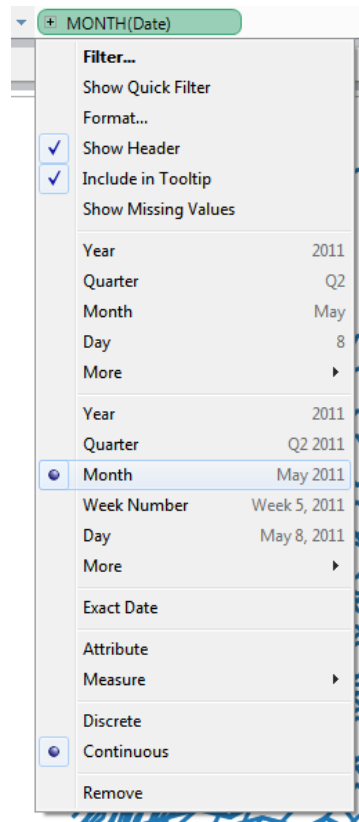 MONTH(Date)
Filter...
Show Quick Filter
Format...
Show Header
Include in Tooltip
Show Missing Values
Year 2011
Quarter Q2
Month May
Day 8
More
Year 2011
Quarter Q2 2011
Month May 2011
Week Number Week 5, 2011
Day May 8, 2011
More
Exact Date
Attribute
Measure
Discrete
Continuous
Remove